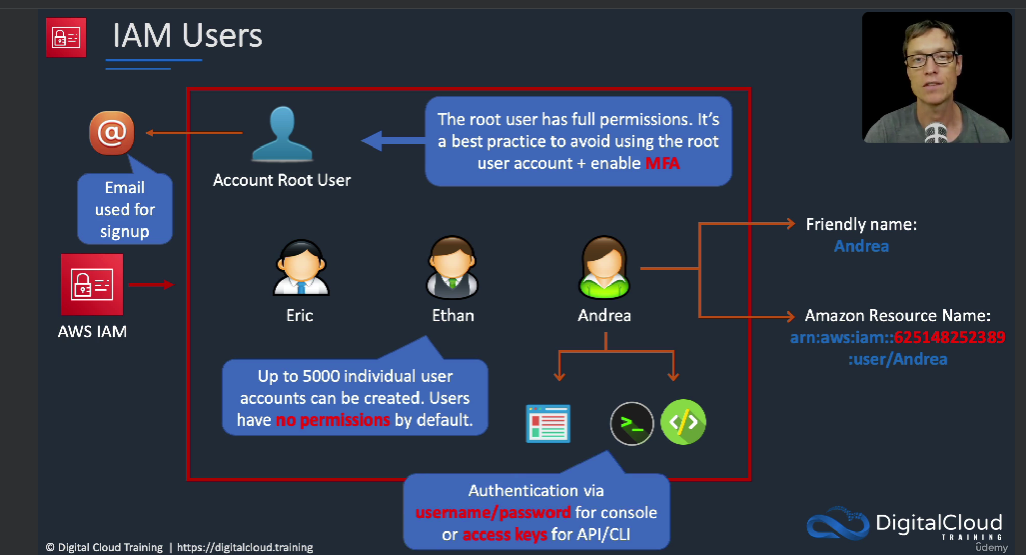 IAM Users
The root user has full permissions. It's
a best practice to avoid using the root
user account + enable MFA
@
Account Root User
Email
used for
signup
Friendly name:
Andrea
AWS IAM
Eric
Ethan
Andrea
Amazon Resource Name:
arn:aws:iam::625148252389
:user/Andrea
Up to 5000 individual user
accounts can be created. Users
have no permissions by default.
>_
</>
Authentication via
username/password for console
or access keys for API/CLI
DigitalCloud
TRAINING
© Digital Cloud Training | https://digitalcloud.training
ûdemy